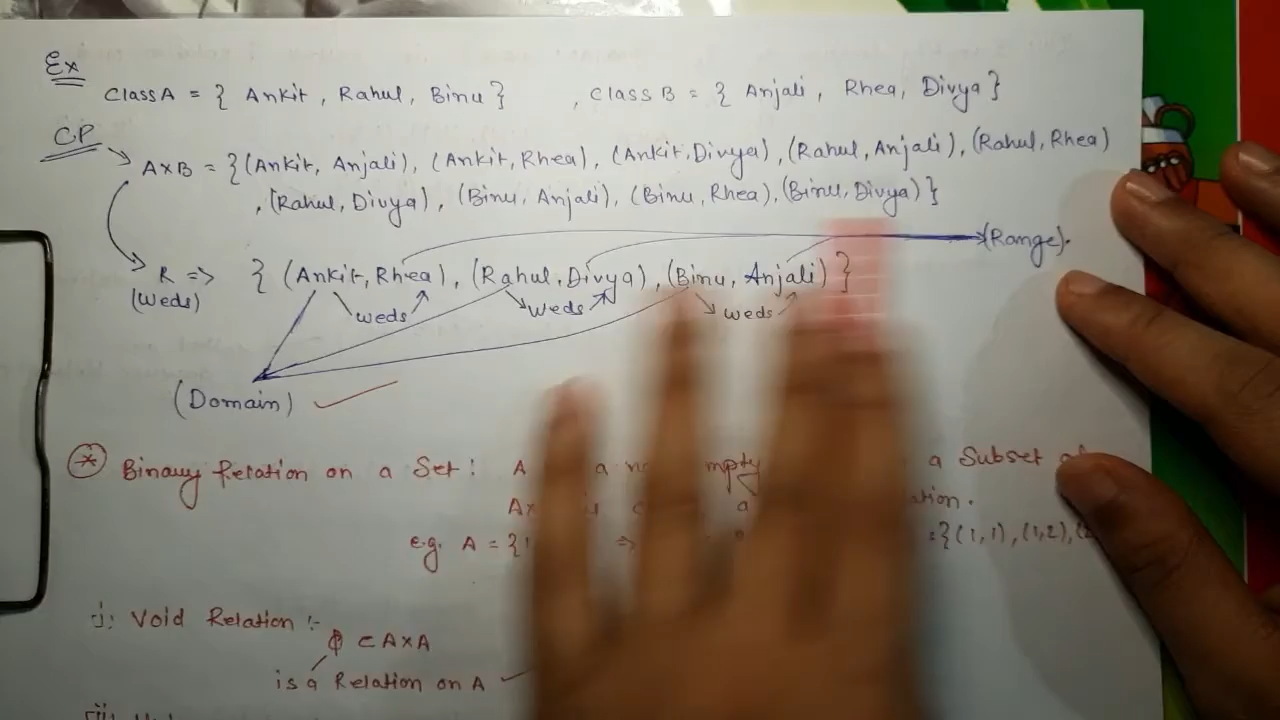 Ex
Class A = { Ankit, Rahul, Binu } , Class B = { Anjali, Rhea, Divya }
CP
A×B = {(Ankit, Anjali), (Ankit, Rhea), (Ankit, Divya), (Rahul, Anjali), (Rahul, Rhea)
, (Rahul, Divya), (Binu, Anjali), (Binu, Rhea), (Binu, Divya)}
(Range).
R => { (Ankit, Rhea), (Rahul, Divya), (Binu, Anjali) }
(Weds) weds weds weds
(Domain)
* Binary Relation on a Set: A a a Subset
e.g. A = {1 => = {(1,1), (1,2),
i: Void Relation :-
ϕ ⊂ A×A
is a Relation on A